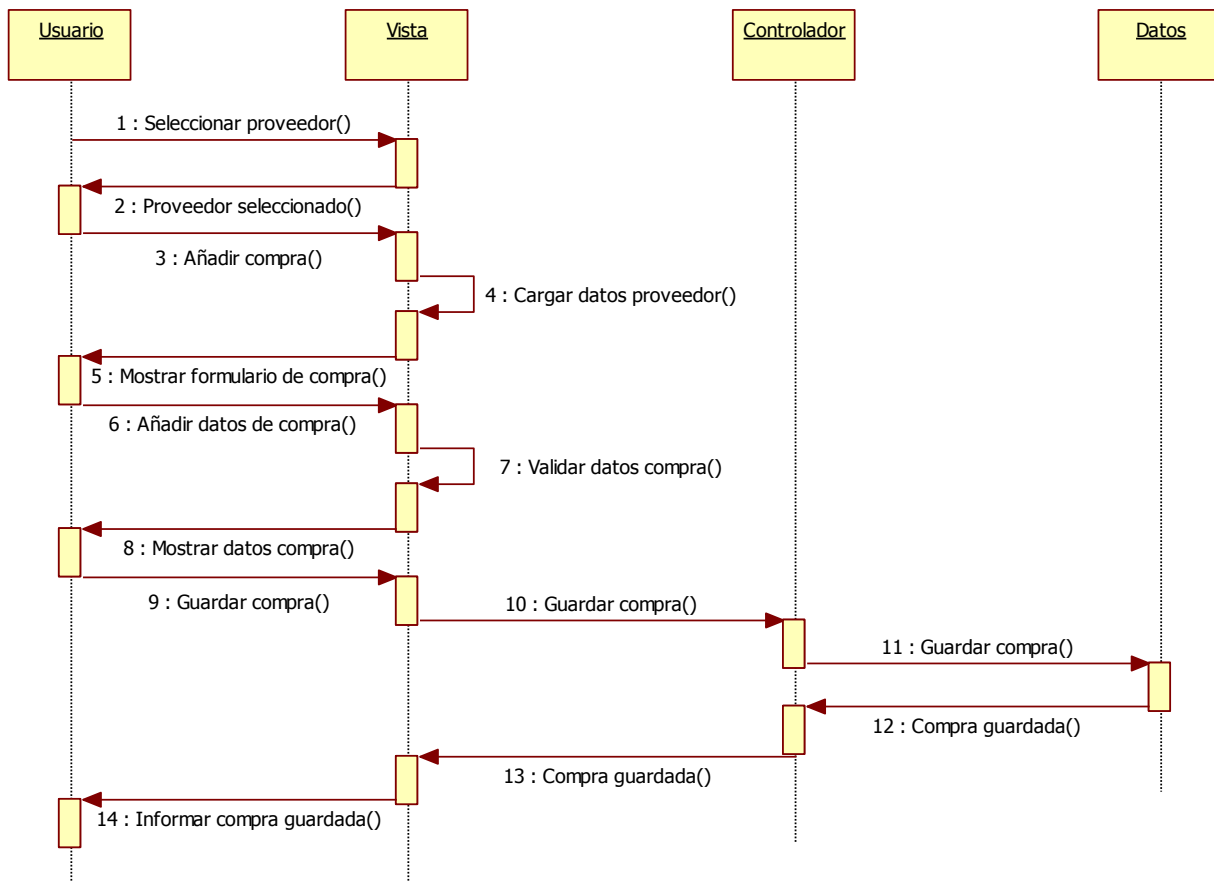 Usuario
Vista
Controlador
Datos
1 : Seleccionar proveedor()
2 : Proveedor seleccionado()
3 : Añadir compra()
4 : Cargar datos proveedor()
5 : Mostrar formulario de compra()
6 : Añadir datos de compra()
7 : Validar datos compra()
8 : Mostrar datos compra()
9 : Guardar compra()
10 : Guardar compra()
11 : Guardar compra()
12 : Compra guardada()
13 : Compra guardada()
14 : Informar compra guardada()